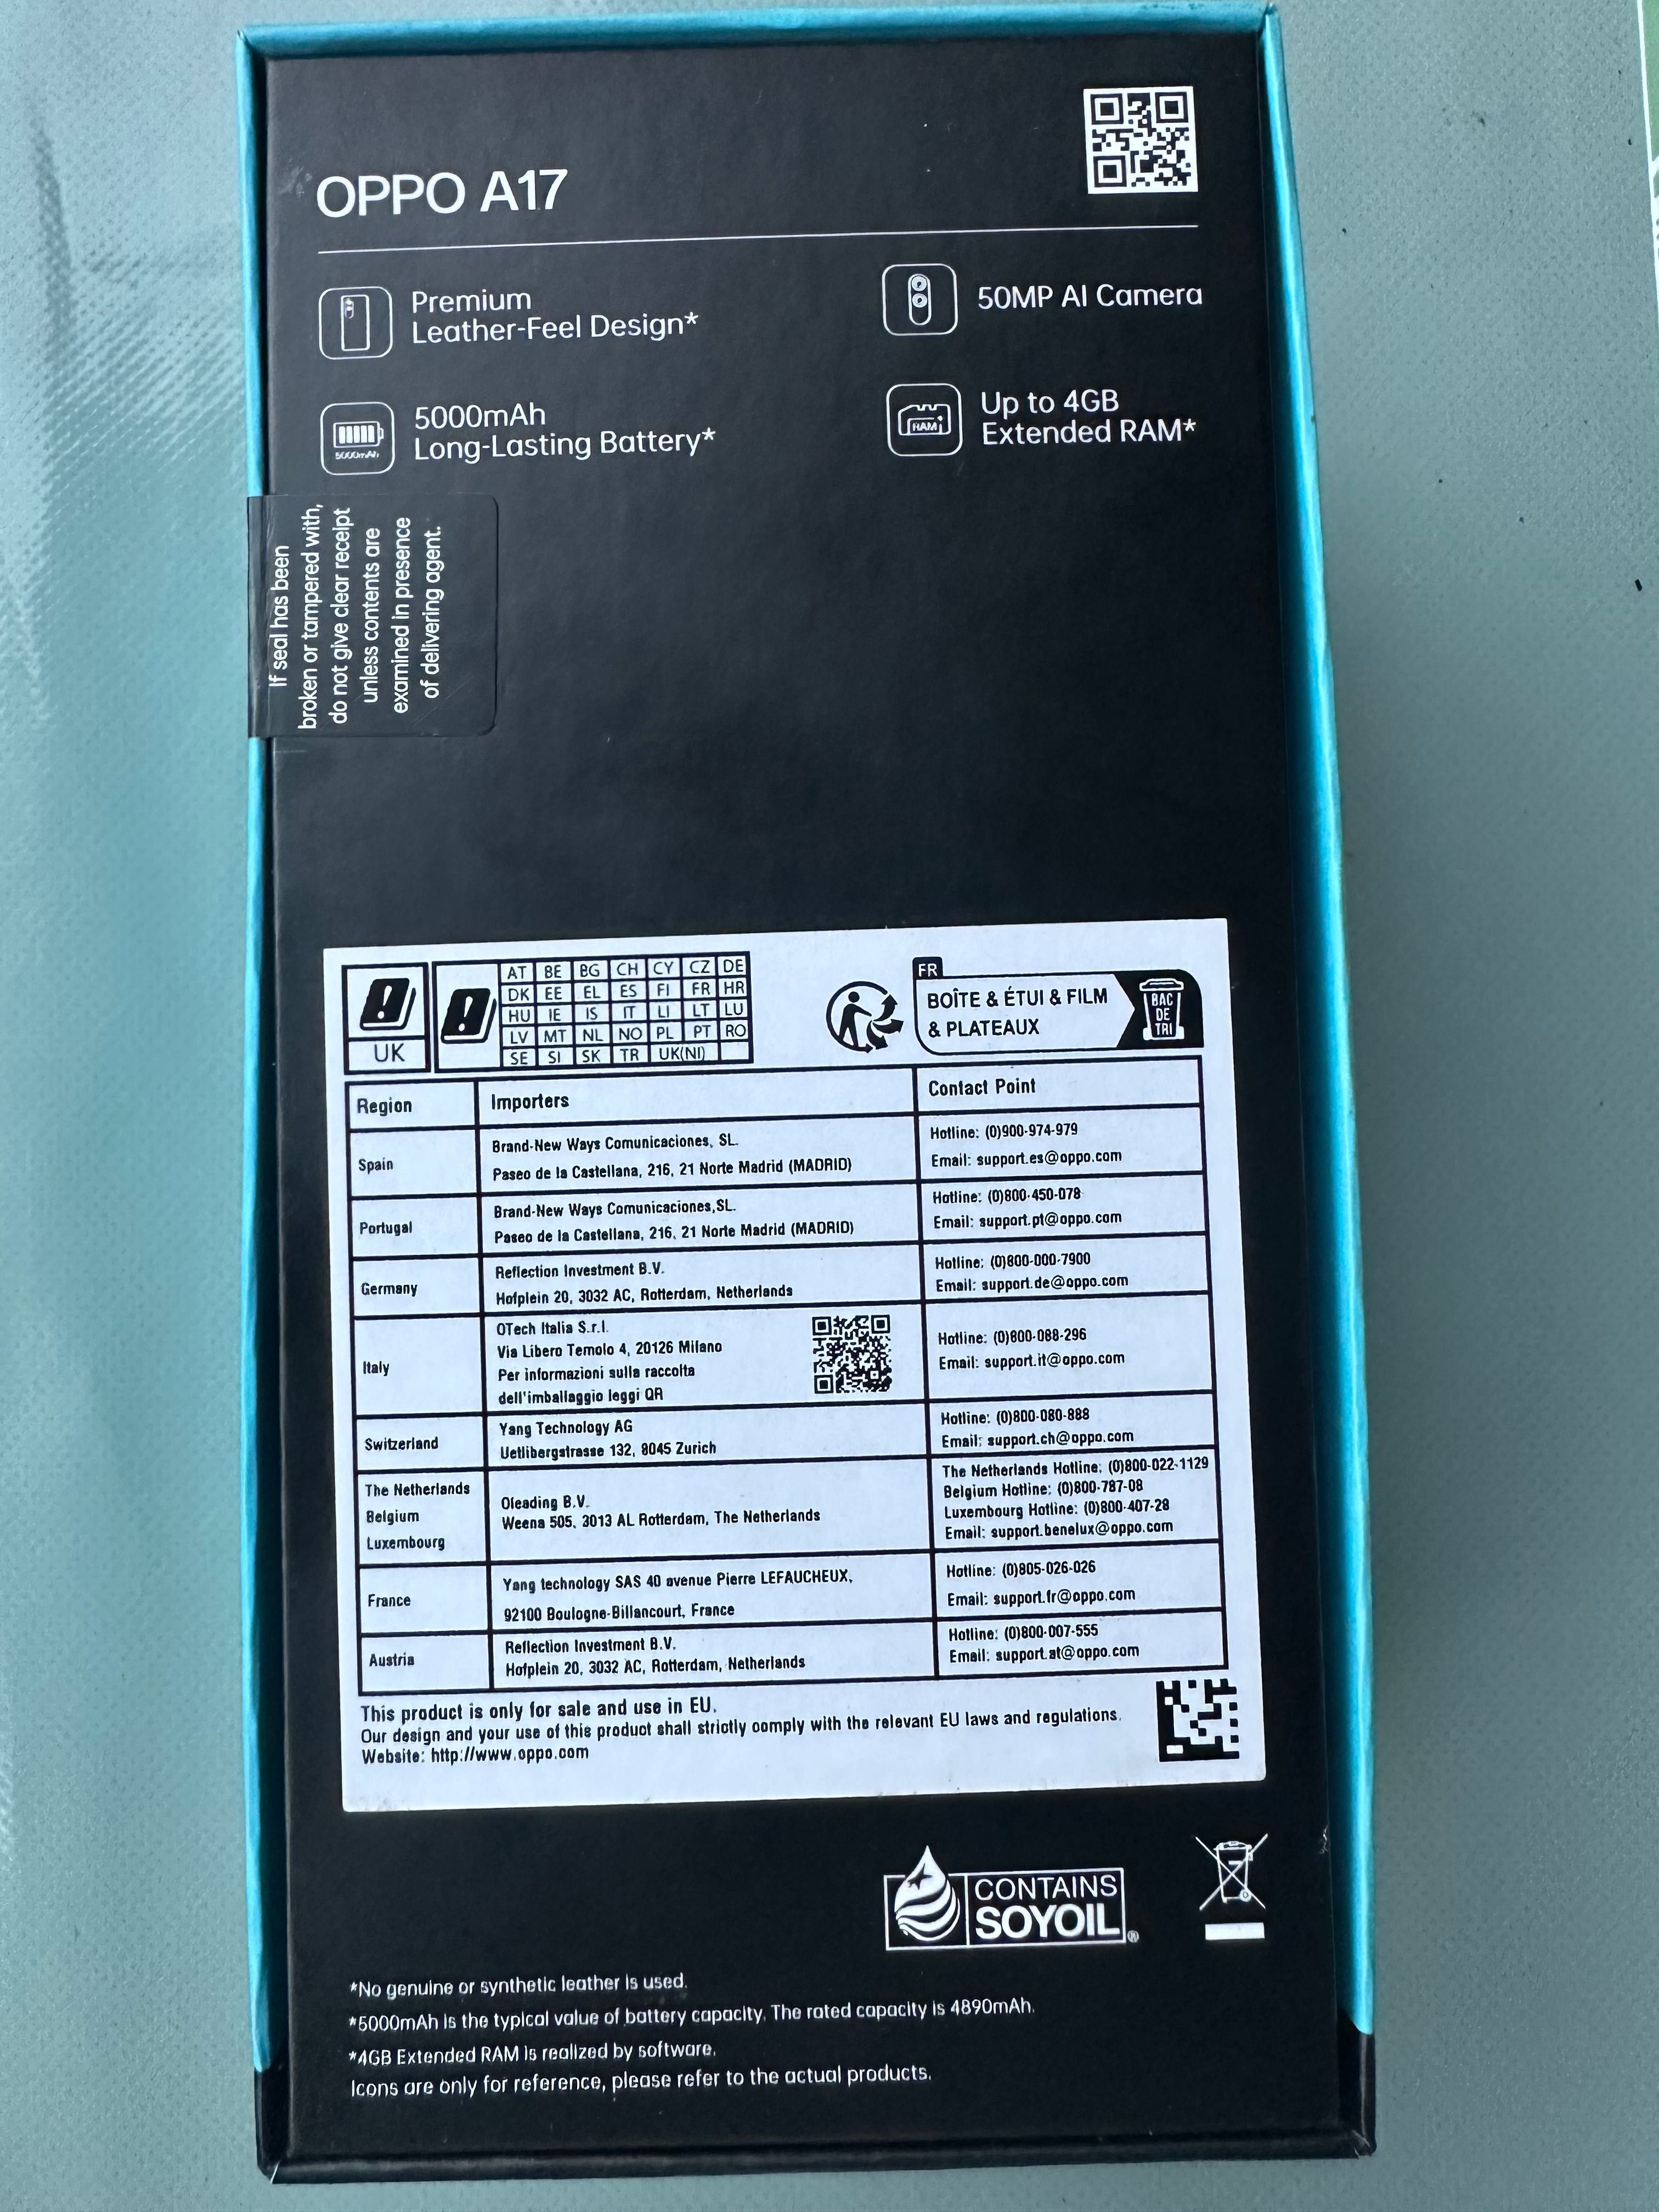 OPPO A17
Premium
Leather-Feel Design*
50MP AI Camera
5000mAh
5000mAh
Long-Lasting Battery*
RAM
Up to 4GB
Extended RAM*
If seal has been
broken or tampered with,
do not give clear receipt
unless contents are
examined in presence
of delivering agent.
UK
AT BE BG CH CY CZ DE
DK EE EL ES FI FR HR
HU IE IS IT LI LT LU
LV MT NL NO PL PT RO
SE SI SK TR UK(NI)
FR
BOÎTE & ÉTUI & FILM
& PLATEAUX
BAC
DE
TRI
Region Importers Contact Point
Spain
Brand-New Ways Comunicaciones, SL.
Paseo de la Castellana, 216, 21 Norte Madrid (MADRID)
Hotline: (0)900-974-979
Email: support.es@oppo.com
Portugal
Brand-New Ways Comunicaciones,SL.
Paseo de la Castellana, 216, 21 Norte Madrid (MADRID)
Hotline: (0)800-450-078
Email: support.pt@oppo.com
Germany
Reflection Investment B.V.
Hofplein 20, 3032 AC, Rotterdam, Netherlands
Hotline: (0)800-000-7900
Email: support.de@oppo.com
Italy
OTech Italia S.r.l.
Via Libero Temolo 4, 20126 Milano
Per informazioni sulla raccolta
dell'imballaggio leggi QR
Hotline: (0)800-088-296
Email: support.it@oppo.com
Switzerland
Yang Technology AG
Uetlibergstrasse 132, 8045 Zurich
Hotline: (0)800-080-888
Email: support.ch@oppo.com
The Netherlands
Belgium
Luxembourg
Oleading B.V.
Weena 505, 3013 AL Rotterdam, The Netherlands
The Netherlands Hotline: (0)800-022-1129
Belgium Hotline: (0)800-787-08
Luxembourg Hotline: (0)800-407-28
Email: support.benelux@oppo.com
France
Yang technology SAS 40 avenue Pierre LEFAUCHEUX,
92100 Boulogne-Billancourt, France
Hotline: (0)805-026-026
Email: support.fr@oppo.com
Austria
Reflection Investment B.V.
Hofplein 20, 3032 AC, Rotterdam, Netherlands
Hotline: (0)800-007-555
Email: support.at@oppo.com
This product is only for sale and use in EU.
Our design and your use of this product shall strictly comply with the relevant EU laws and regulations.
Website: http://www.oppo.com
CONTAINS
SOYOIL®
*No genuine or synthetic leather is used.
*5000mAh is the typical value of battery capacity. The rated capacity is 4890mAh.
*4GB Extended RAM is realized by software.
Icons are only for reference, please refer to the actual products.